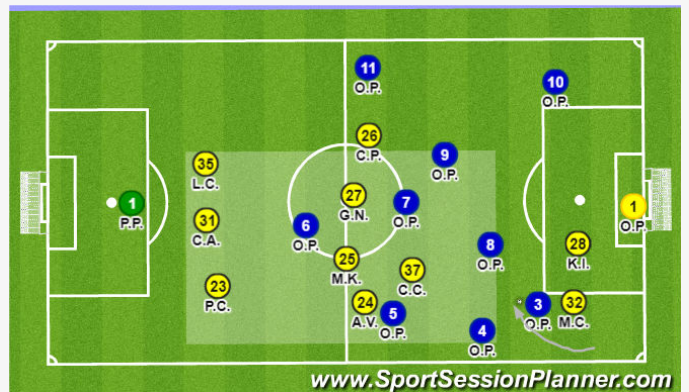 11
O.P.
10
O.P.
26
C.P.
9
O.P.
35
L.C.
27
G.N.
7
O.P.
1
P.P.
1
O.P.
31
C.A.
6
O.P.
8
O.P.
28
K.I.
25
M.K.
37
C.C.
23
P.C.
24
A.V.
5
O.P.
3
O.P.
32
M.C.
4
O.P.
www.SportSessionPlanner.com